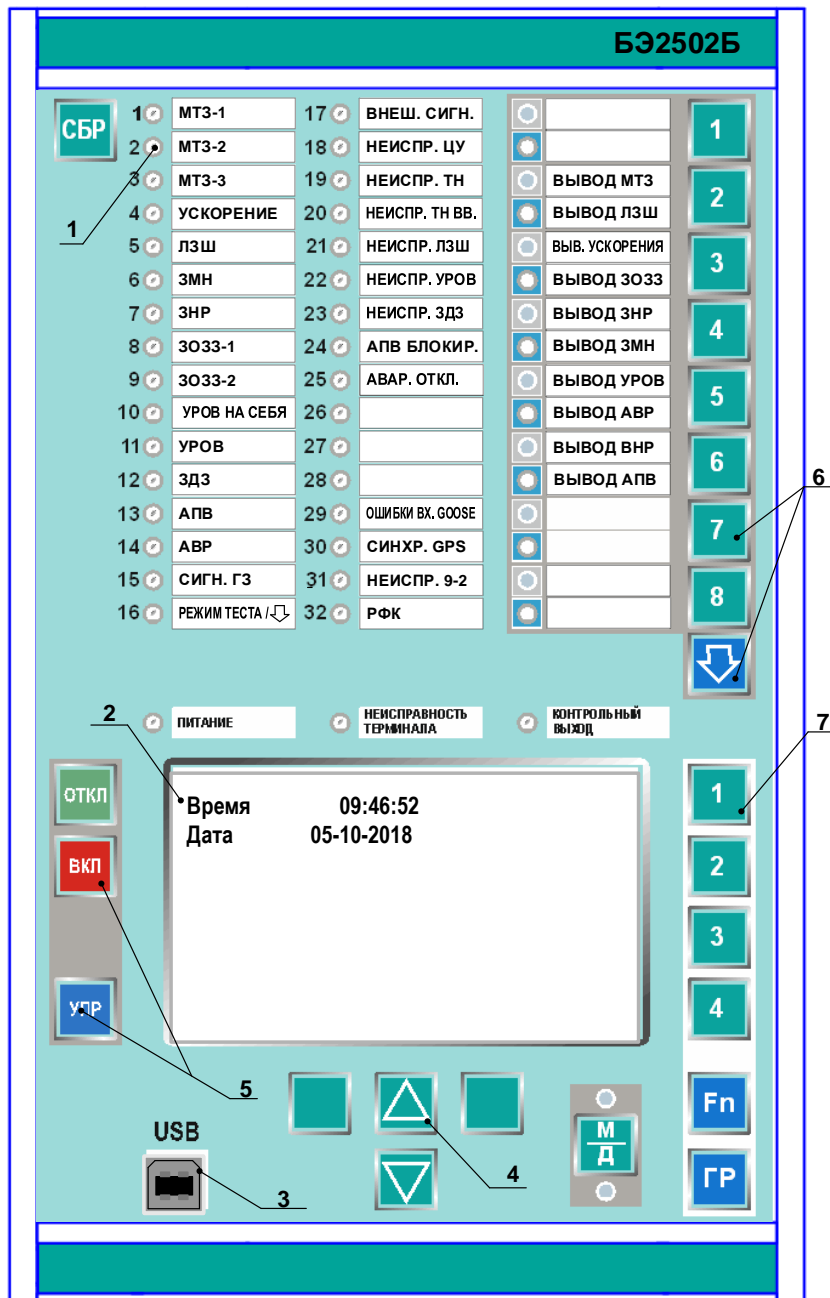 БЭ2502Б
СБР
1 МТЗ-1 17 ВНЕШ. СИГН. 1
2 МТЗ-2 18 НЕИСПР. ЦУ
3 МТЗ-3 19 НЕИСПР. ТН ВЫВОД МТЗ 2
1
4 УСКОРЕНИЕ 20 НЕИСПР. ТН ВВ. ВЫВОД ЛЗШ
5 ЛЗШ 21 НЕИСПР. ЛЗШ ВЫВ. УСКОРЕНИЯ 3
6 ЗМН 22 НЕИСПР. УРОВ ВЫВОД ЗОЗЗ
7 ЗНР 23 НЕИСПР. ЗДЗ ВЫВОД ЗНР 4
8 ЗОЗЗ-1 24 АПВ БЛОКИР. ВЫВОД ЗМН
9 ЗОЗЗ-2 25 АВАР. ОТКЛ. ВЫВОД УРОВ 5
10 УРОВ НА СЕБЯ 26 ВЫВОД АВР
11 УРОВ 27 ВЫВОД ВНР 6
12 ЗДЗ 28 ВЫВОД АПВ 6
13 АПВ 29 ОШИБКИ ВХ. GOOSE 7
14 АВР 30 СИНХР. GPS
15 СИГН. ГЗ 31 НЕИСПР. 9-2 8
16 РЕЖИМ ТЕСТА / 32 РФК
2 ПИТАНИЕ
НЕИСПРАВНОСТЬ
ТЕРМИНАЛА
КОНТРОЛЬНЫЙ
ВЫХОД
7
ОТКЛ
Время 09:46:52
1
Дата 05-10-2018
ВКЛ
2
3
УПР
4
5
Fn
USB
М
Д
4
3
ГР